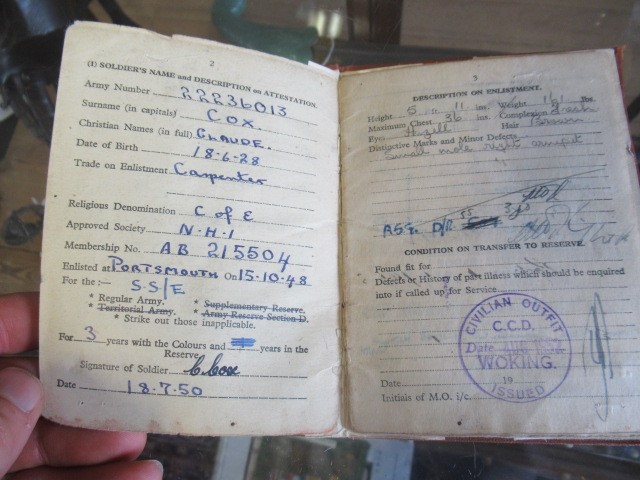 2
(I) SOLDIER'S NAME and DESCRIPTION on ATTESTATION.
Army Number 22236013
Surname (in capitals) COX.
Christian Names (in full) CLAUDE.
Date of Birth 18.6.28
Trade on Enlistment Carpenter
Religious Denomination C of E
Approved Society N.H.I
Membership No. AB 215504
Enlisted at PORTSMOUTH On 15.10.48
For the :— S.S/E
* Regular Army. * Supplementary Reserve.
* Territorial Army. * Army Reserve Section D.
* Strike out those inapplicable.
For 3 years with the Colours and years in the
Reserve.
Signature of Soldier C. Cox
Date 18.7.50
3
DESCRIPTION ON ENLISTMENT.
Height 5 ft. 11 ins. Weight lbs.
Maximum Chest 36 ins. Complexion Fresh
Eyes Hair Brown
Distinctive Marks and Minor Defects
Small mole right armpit
CONDITION ON TRANSFER TO RESERVE.
Found fit for
Defects or History of past illness which should be enquired
into if called up for Service
CIVILIAN OUTFIT
C.C.D.
Date
WOKING.
19
ISSUED
Date
Initials of M.O. i/c.